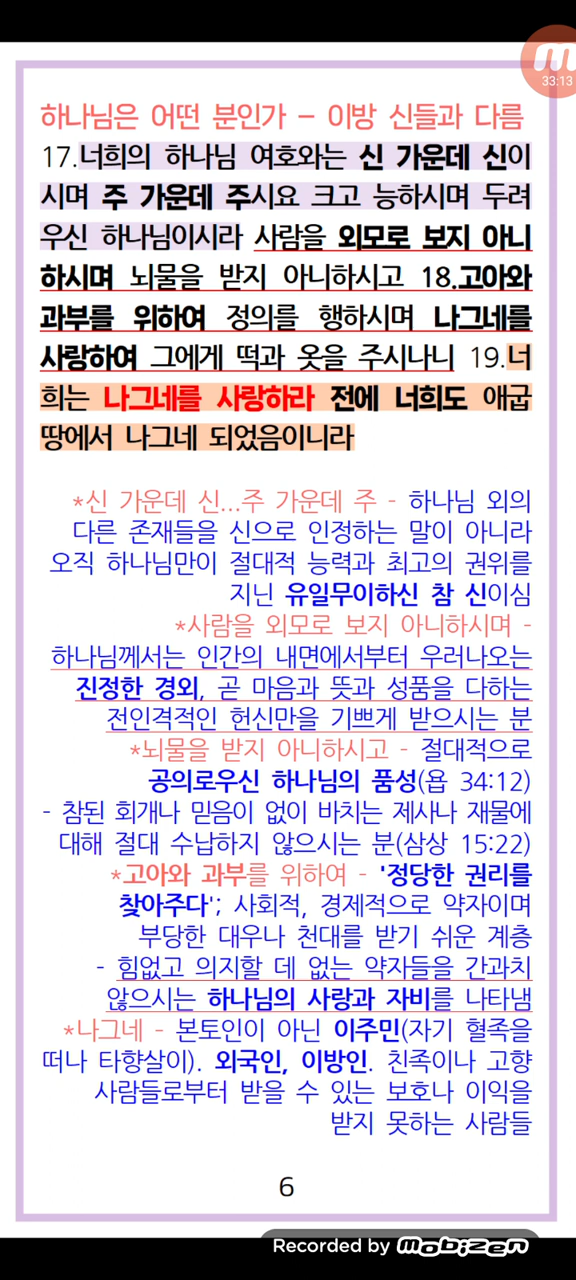 33:13
하나님은 어떤 분인가 – 이방 신들과 다름
17.너희의 하나님 여호와는 신 가운데 신이
시며 주 가운데 주시요 크고 능하시며 두려
우신 하나님이시라 사람을 외모로 보지 아니
하시며 뇌물을 받지 아니하시고 18.고아와
과부를 위하여 정의를 행하시며 나그네를
사랑하여 그에게 떡과 옷을 주시나니 19.너
희는 나그네를 사랑하라 전에 너희도 애굽
땅에서 나그네 되었음이니라
*신 가운데 신...주 가운데 주 - 하나님 외의
다른 존재들을 신으로 인정하는 말이 아니라
오직 하나님만이 절대적 능력과 최고의 권위를
지닌 유일무이하신 참 신이심
*사람을 외모로 보지 아니하시며 -
하나님께서는 인간의 내면에서부터 우러나오는
진정한 경외, 곧 마음과 뜻과 성품을 다하는
전인격적인 헌신만을 기쁘게 받으시는 분
*뇌물을 받지 아니하시고 - 절대적으로
공의로우신 하나님의 품성(욥 34:12)
- 참된 회개나 믿음이 없이 바치는 제사나 재물에
대해 절대 수납하지 않으시는 분(삼상 15:22)
*고아와 과부를 위하여 - '정당한 권리를
찾아주다'; 사회적, 경제적으로 약자이며
부당한 대우나 천대를 받기 쉬운 계층
- 힘없고 의지할 데 없는 약자들을 간과치
않으시는 하나님의 사랑과 자비를 나타냄
*나그네 - 본토인이 아닌 이주민(자기 혈족을
떠나 타향살이). 외국인, 이방인. 친족이나 고향
사람들로부터 받을 수 있는 보호나 이익을
받지 못하는 사람들
6
Recorded by mobizen